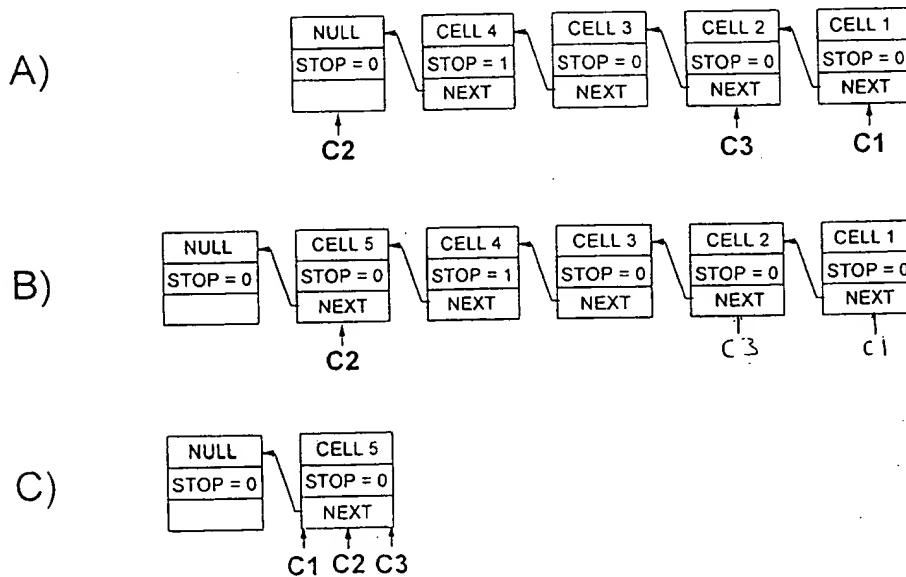 A)
NULL CELL 4 CELL 3 CELL 2 CELL 1
STOP = 0 STOP = 1 STOP = 0 STOP = 0 STOP = 0
NEXT NEXT NEXT NEXT
C2 C3 C1
B)
NULL CELL 5 CELL 4 CELL 3 CELL 2 CELL 1
STOP = 0 STOP = 0 STOP = 1 STOP = 0 STOP = 0 STOP = 0
NEXT NEXT NEXT NEXT NEXT
C2 C3 C1
C)
NULL CELL 5
STOP = 0 STOP = 0
NEXT
C1 C2 C3